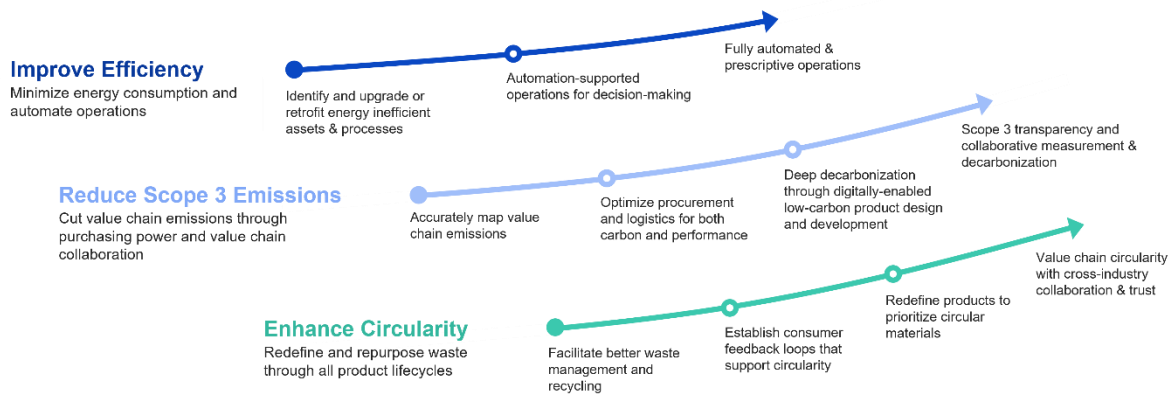 Improve Efficiency
Minimize energy consumption and
automate operations
Identify and upgrade or
retrofit energy inefficient
assets & processes
Automation-supported
operations for decision-making
Fully automated &
prescriptive operations
Reduce Scope 3 Emissions
Cut value chain emissions through
purchasing power and value chain
collaboration
Accurately map value
chain emissions
Optimize procurement
and logistics for both
carbon and performance
Deep decarbonization
through digitally-enabled
low-carbon product design
and development
Scope 3 transparency and
collaborative measurement &
decarbonization
Enhance Circularity
Redefine and repurpose waste
through all product lifecycles
Facilitate better waste
management and
recycling
Establish consumer
feedback loops that
support circularity
Redefine products to
prioritize circular
materials
Value chain circularity
with cross-industry
collaboration & trust